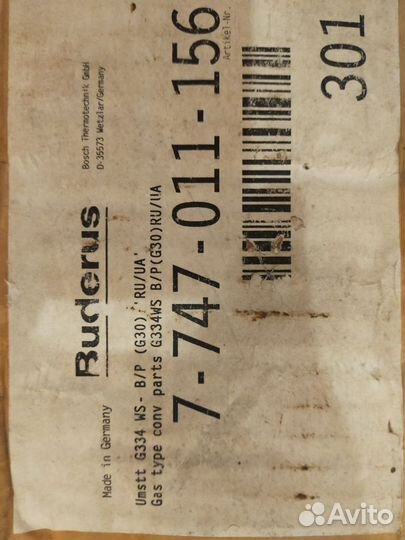 Made in Germany
Buderus
Bosch Thermotechnik GmbH
D-35573 Wetzlar/Germany
Umstt G334 WS- B/P (G30) 'RU/UA'
Gas type conv parts G334WS B/P(G30)RU/UA
7-747-011-156
Artikel-Nr.
301
Avito